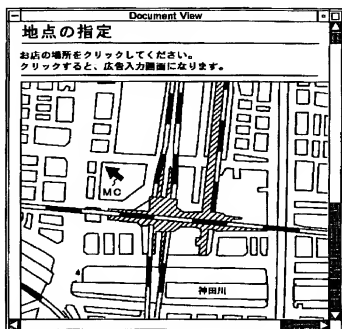 Document View
地点の指定
お店の場所をクリックしてください。
クリックすると、広告入力画面になります。
MC
神田川